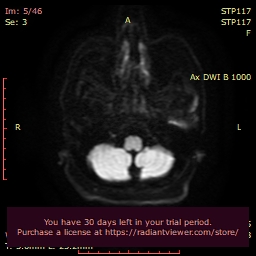 Im: 5/46
Se: 3
STP117
STP117
F
A
Ax DWI B 1000
R
L
You have 30 days left in your trial period.
Purchase a license at https://radiantviewer.com/store/